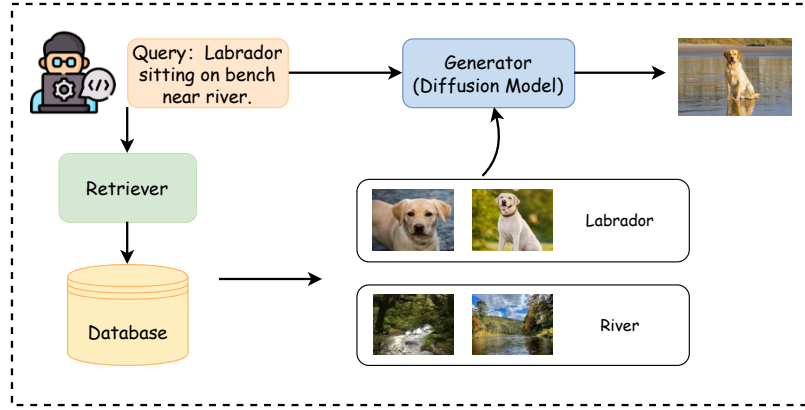 Query: Labrador
sitting on bench
near river.
Generator
(Diffusion Model)
Retriever
Labrador
Database
River